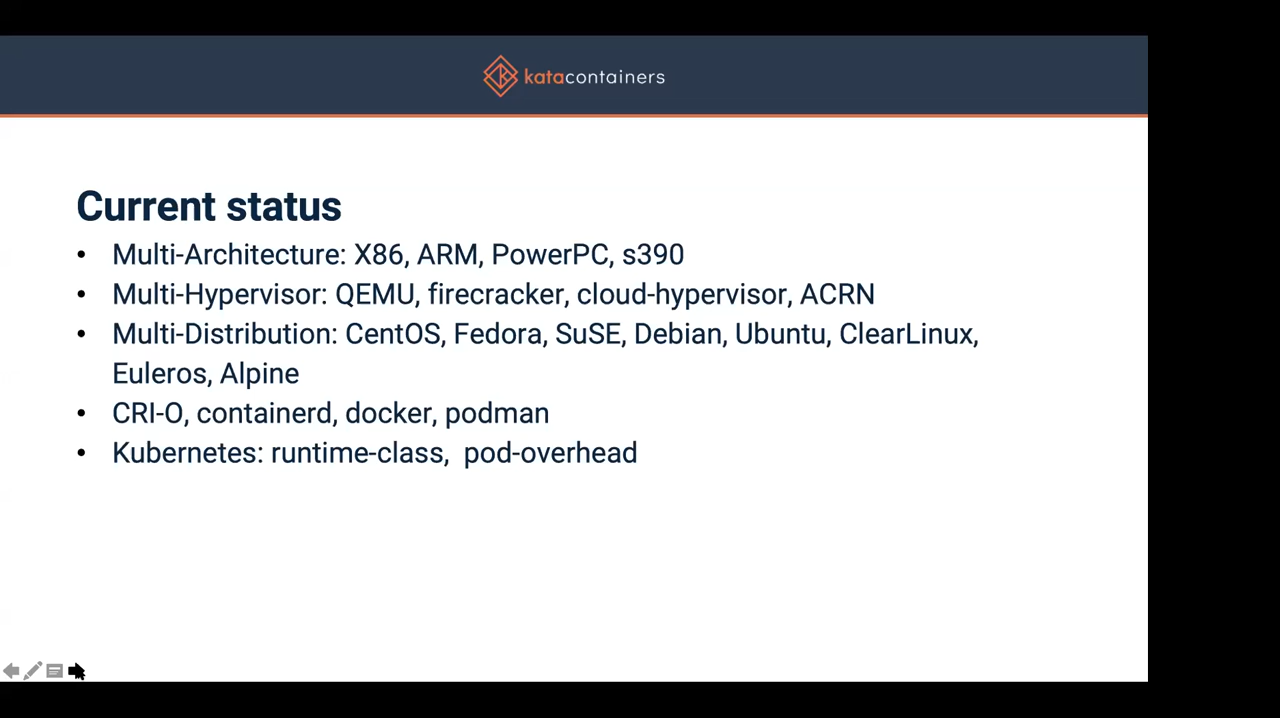 katacontainers
Current status
• Multi-Architecture: X86, ARM, PowerPC, s390
• Multi-Hypervisor: QEMU, firecracker, cloud-hypervisor, ACRN
• Multi-Distribution: CentOS, Fedora, SuSE, Debian, Ubuntu, ClearLinux,
Euleros, Alpine
• CRI-O, containerd, docker, podman
• Kubernetes: runtime-class,  pod-overhead